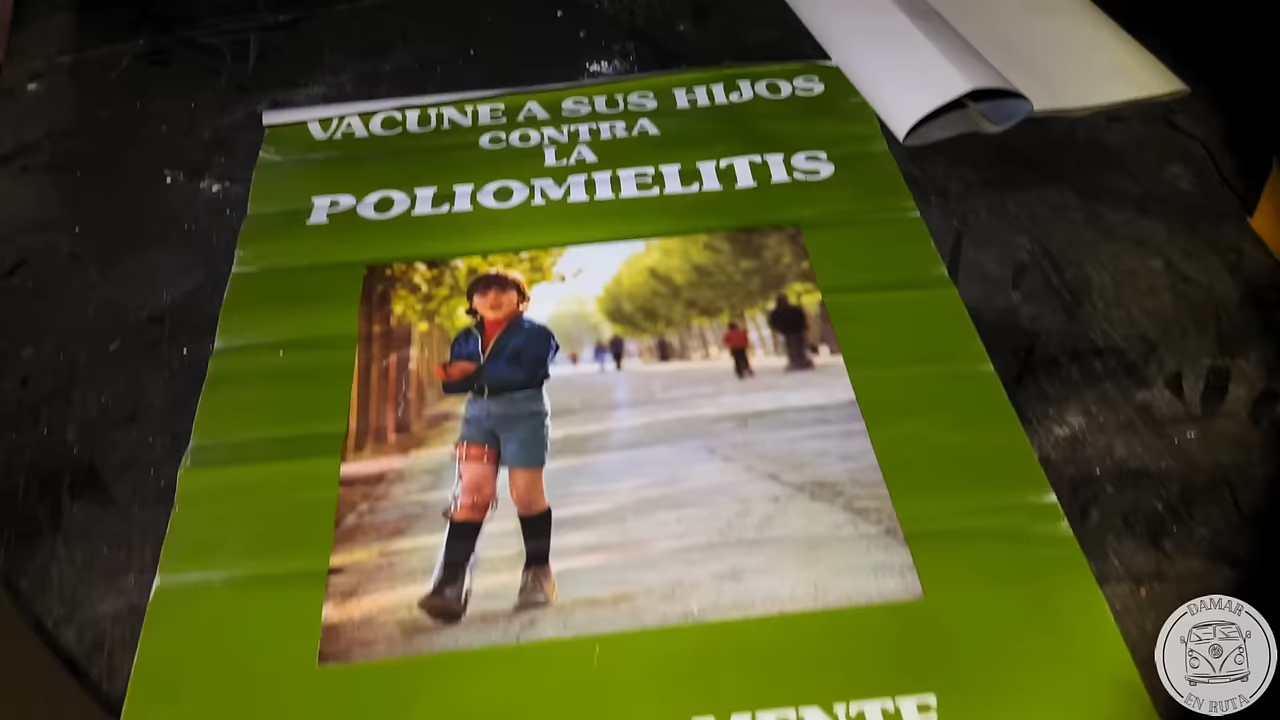 VACUNE A SUS HIJOS
CONTRA
LA
POLIOMIELITIS
DAMAR
EN RUTA